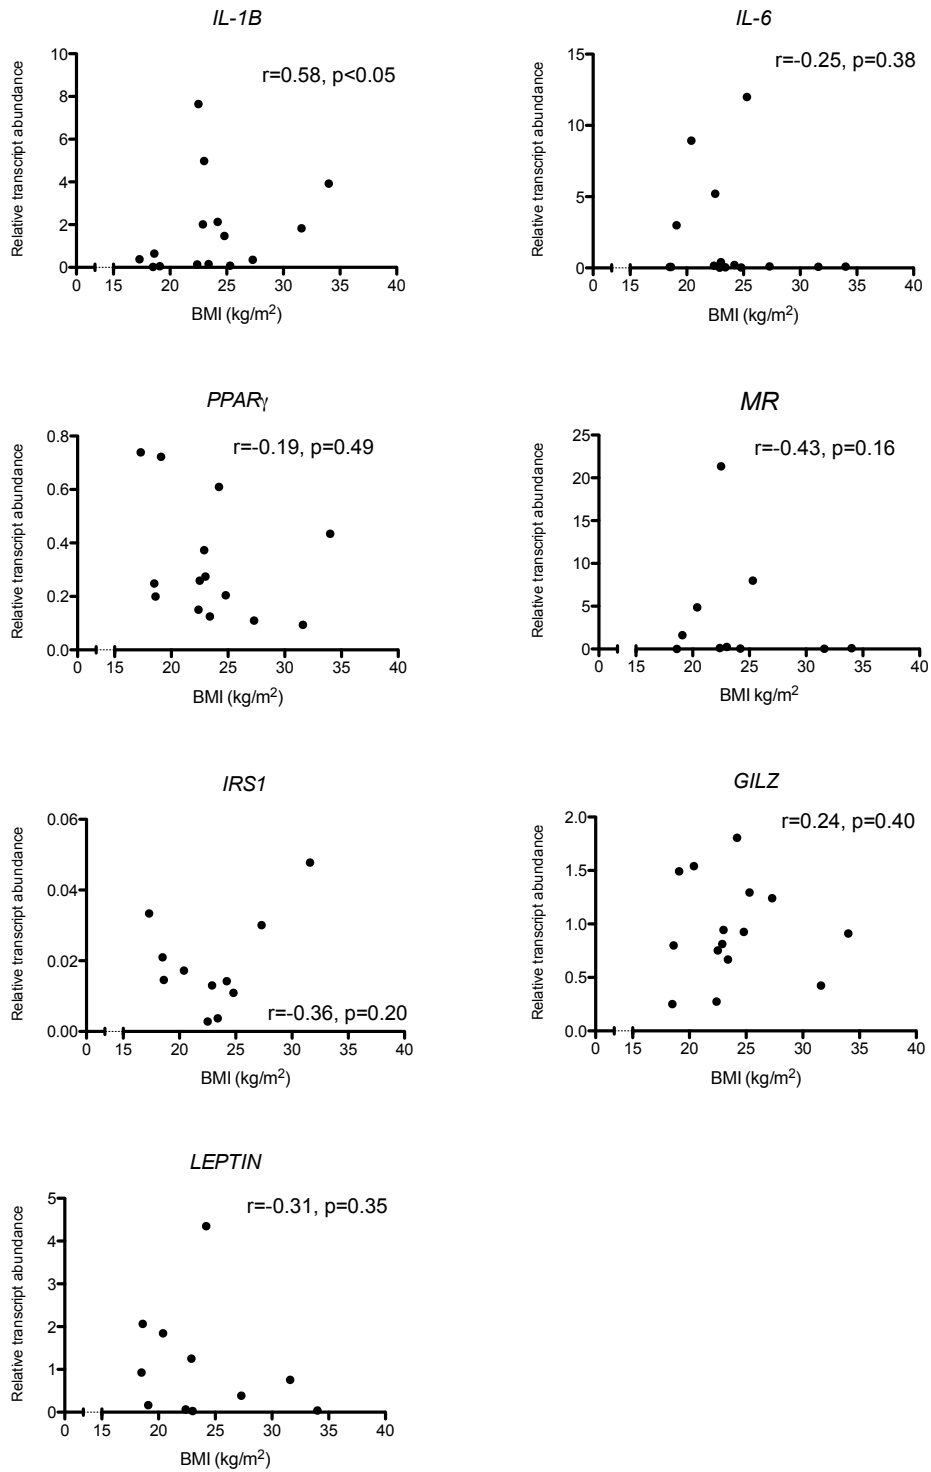 IL-1B
r=0.58, p<0.05
Relative transcript abundance
10
8
6
4
2
0
0 15 20 25 30 35 40
BMI (kg/m2)
IL-6
r=-0.25, p=0.38
Relative transcript abundance
15
10
5
0
0 15 20 25 30 35 40
BMI (kg/m2)
PPARγ
r=-0.19, p=0.49
Relative transcript abundance
0.8
0.6
0.4
0.2
0.0
0 15 20 25 30 35 40
BMI (kg/m2)
MR
r=-0.43, p=0.16
Relative transcript abundance
25
20
15
10
5
0
0 15 20 25 30 35 40
BMI kg/m2
IRS1
Relative transcript abundance
0.06
0.04
0.02
0.00
r=-0.36, p=0.20
0 15 20 25 30 35 40
BMI (kg/m2)
GILZ
r=0.24, p=0.40
Relative transcript abundance
2.0
1.5
1.0
0.5
0.0
0 15 20 25 30 35 40
BMI (kg/m2)
LEPTIN
r=-0.31, p=0.35
Relative transcript abundance
5
4
3
2
1
0
0 15 20 25 30 35 40
BMI (kg/m2)